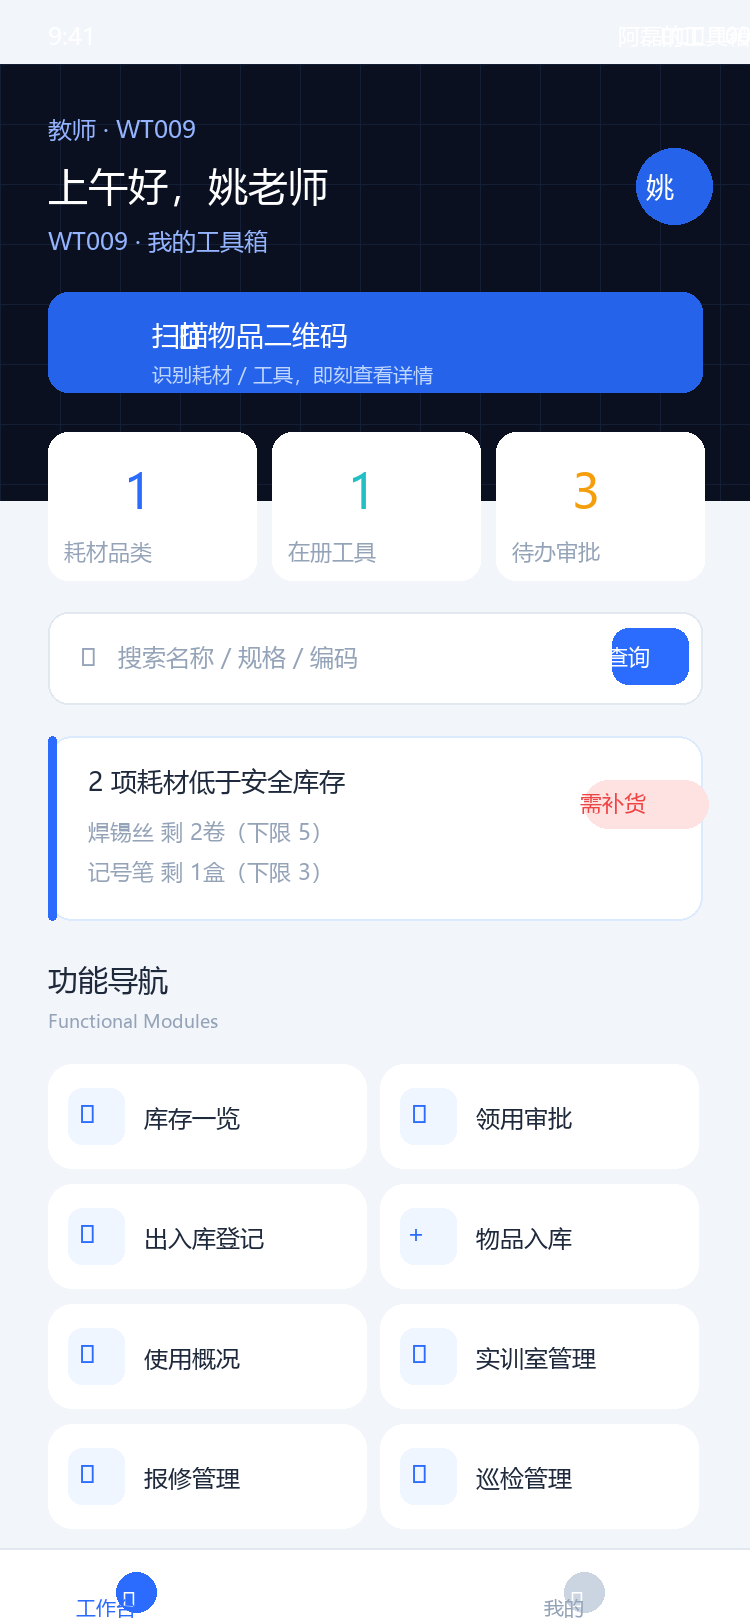 9:41
教师 · WT009
上午好，姚老师
姚
WT009 · 我的工具箱
扫描物品二维码
识别耗材 / 工具，即刻查看详情
1
1
3
耗材品类
在册工具
待办审批
搜索名称 / 规格 / 编码
查询
2 项耗材低于安全库存
需补货
焊锡丝 剩 2卷（下限 5）
记号笔 剩 1盒（下限 3）
功能导航
Functional Modules
库存一览
领用审批
出入库登记
+ 物品入库
使用概况
实训室管理
报修管理
巡检管理
工作台
我的